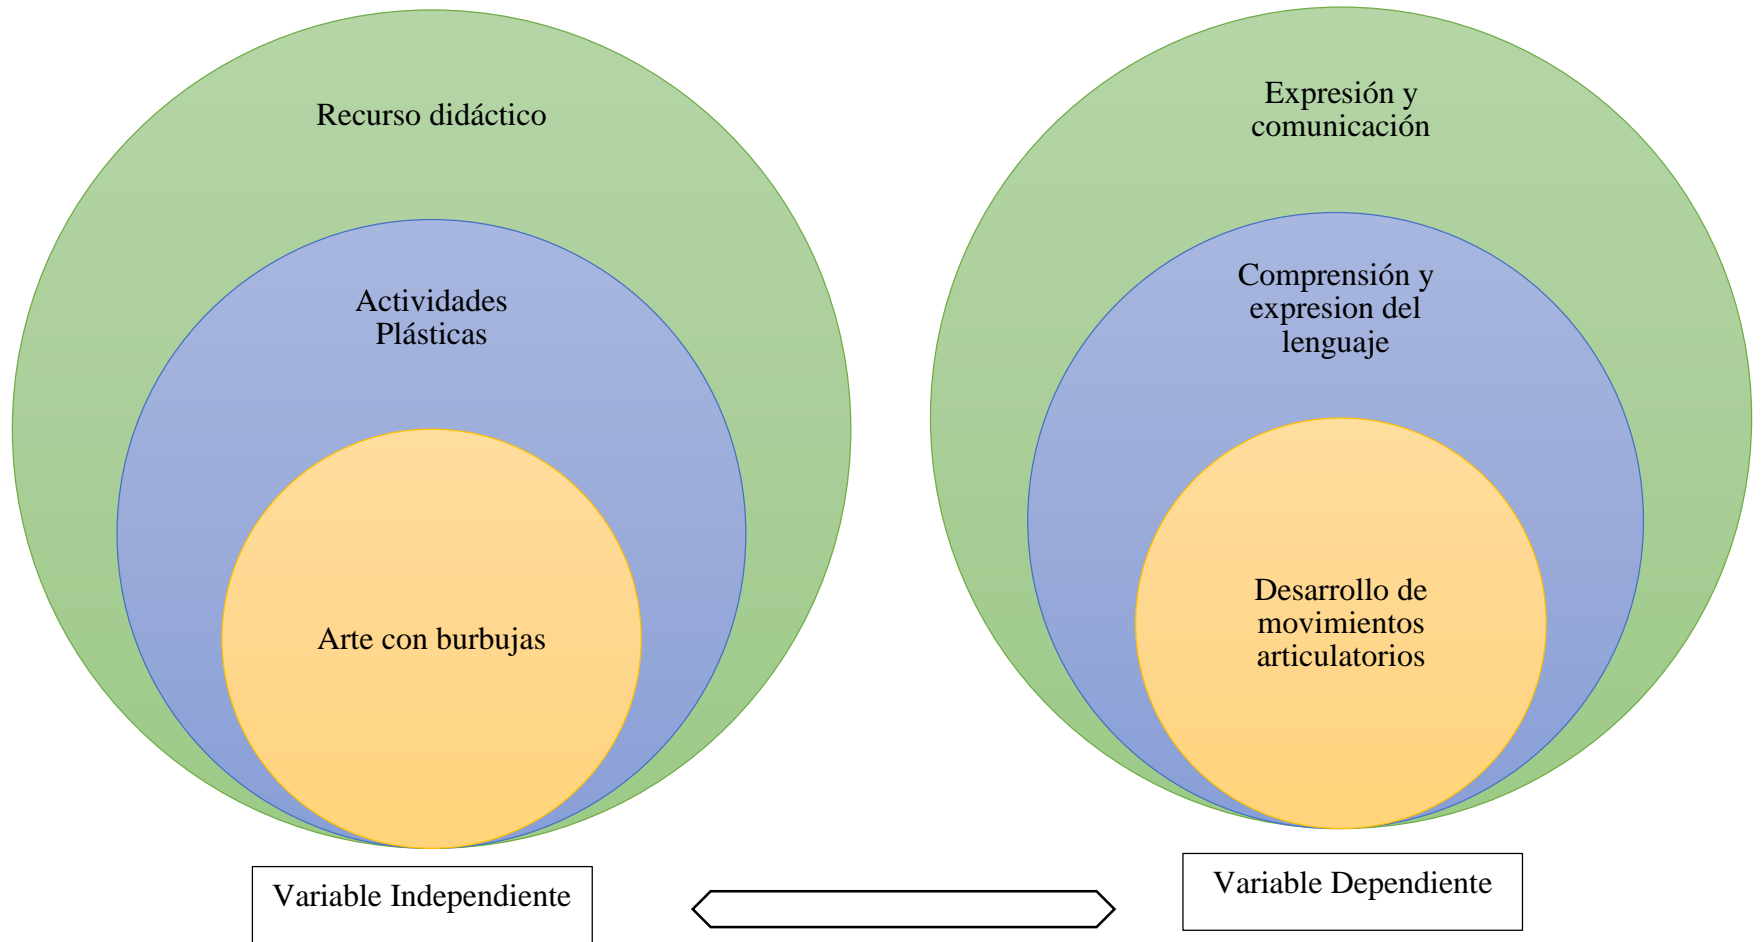 Recurso didáctico
Actividades
Plásticas
Arte con burbujas
Variable Independiente
Expresión y
comunicación
Comprensión y
expresion del
lenguaje
Desarrollo de
movimientos
articulatorios
Variable Dependiente